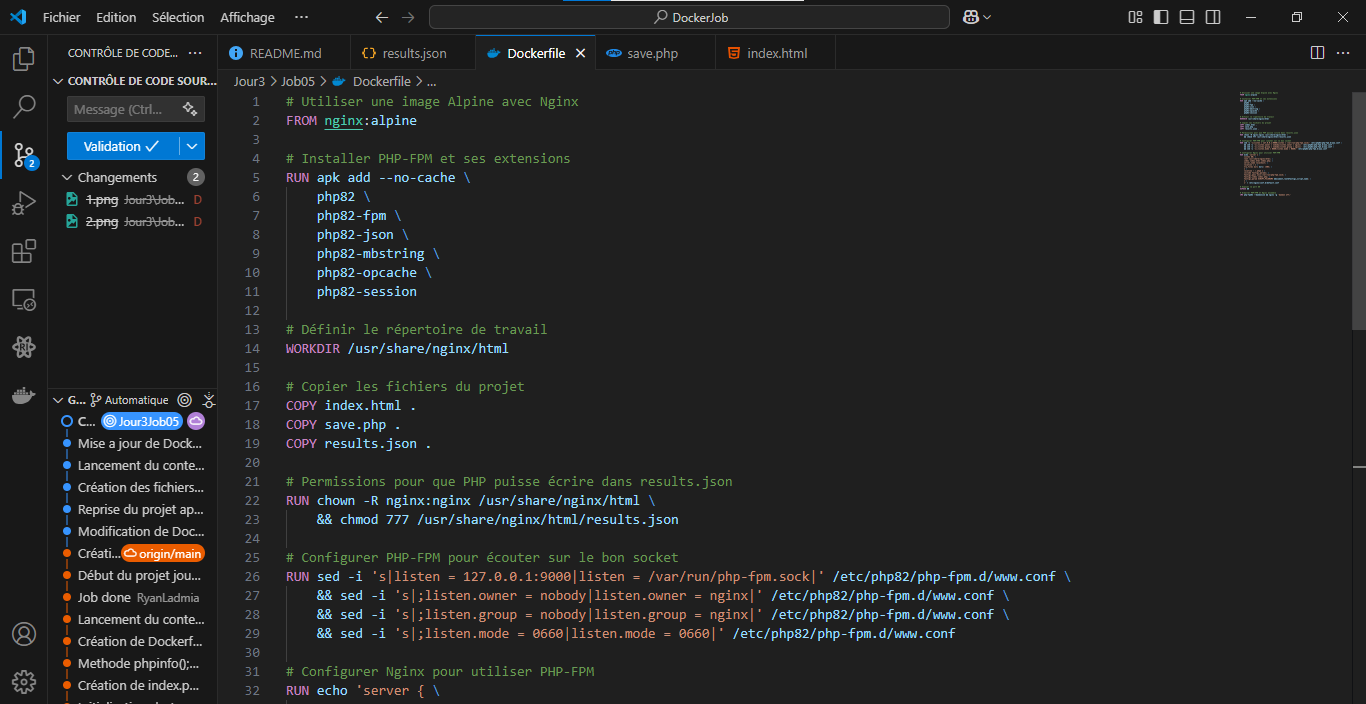 Fichier Edition Sélection Affichage ···
DockerJob
CONTRÔLE DE CODE... ···
README.md
results.json
Dockerfile
save.php
index.html
CONTRÔLE DE CODE SOUR...
Message (Ctrl...
Validation
Changements 2
1.png Jour3\Job... D
2.png Jour3\Job... D
2
G... Automatique
C... Jour3Job05
Mise a jour de Dock...
Lancement du conte...
Création des fichiers...
Reprise du projet ap...
Modification de Doc...
Créati... origin/main
Début du projet jou...
Job done RyanLadmia
Lancement du conte...
Création de Dockerf...
Methode phpinfo();...
Création de index.p...
Jour3 > Job05 > Dockerfile > ...
1 # Utiliser une image Alpine avec Nginx
2 FROM nginx:alpine
3
4 # Installer PHP-FPM et ses extensions
5 RUN apk add --no-cache \
6 php82 \
7 php82-fpm \
8 php82-json \
9 php82-mbstring \
10 php82-opcache \
11 php82-session
12
13 # Définir le répertoire de travail
14 WORKDIR /usr/share/nginx/html
15
16 # Copier les fichiers du projet
17 COPY index.html .
18 COPY save.php .
19 COPY results.json .
20
21 # Permissions pour que PHP puisse écrire dans results.json
22 RUN chown -R nginx:nginx /usr/share/nginx/html \
23 && chmod 777 /usr/share/nginx/html/results.json
24
25 # Configurer PHP-FPM pour écouter sur le bon socket
26 RUN sed -i 's|listen = 127.0.0.1:9000|listen = /var/run/php-fpm.sock|' /etc/php82/php-fpm.d/www.conf \
27 && sed -i 's|;listen.owner = nobody|listen.owner = nginx|' /etc/php82/php-fpm.d/www.conf \
28 && sed -i 's|;listen.group = nobody|listen.group = nginx|' /etc/php82/php-fpm.d/www.conf \
29 && sed -i 's|;listen.mode = 0660|listen.mode = 0660|' /etc/php82/php-fpm.d/www.conf
30
31 # Configurer Nginx pour utiliser PHP-FPM
32 RUN echo 'server { \